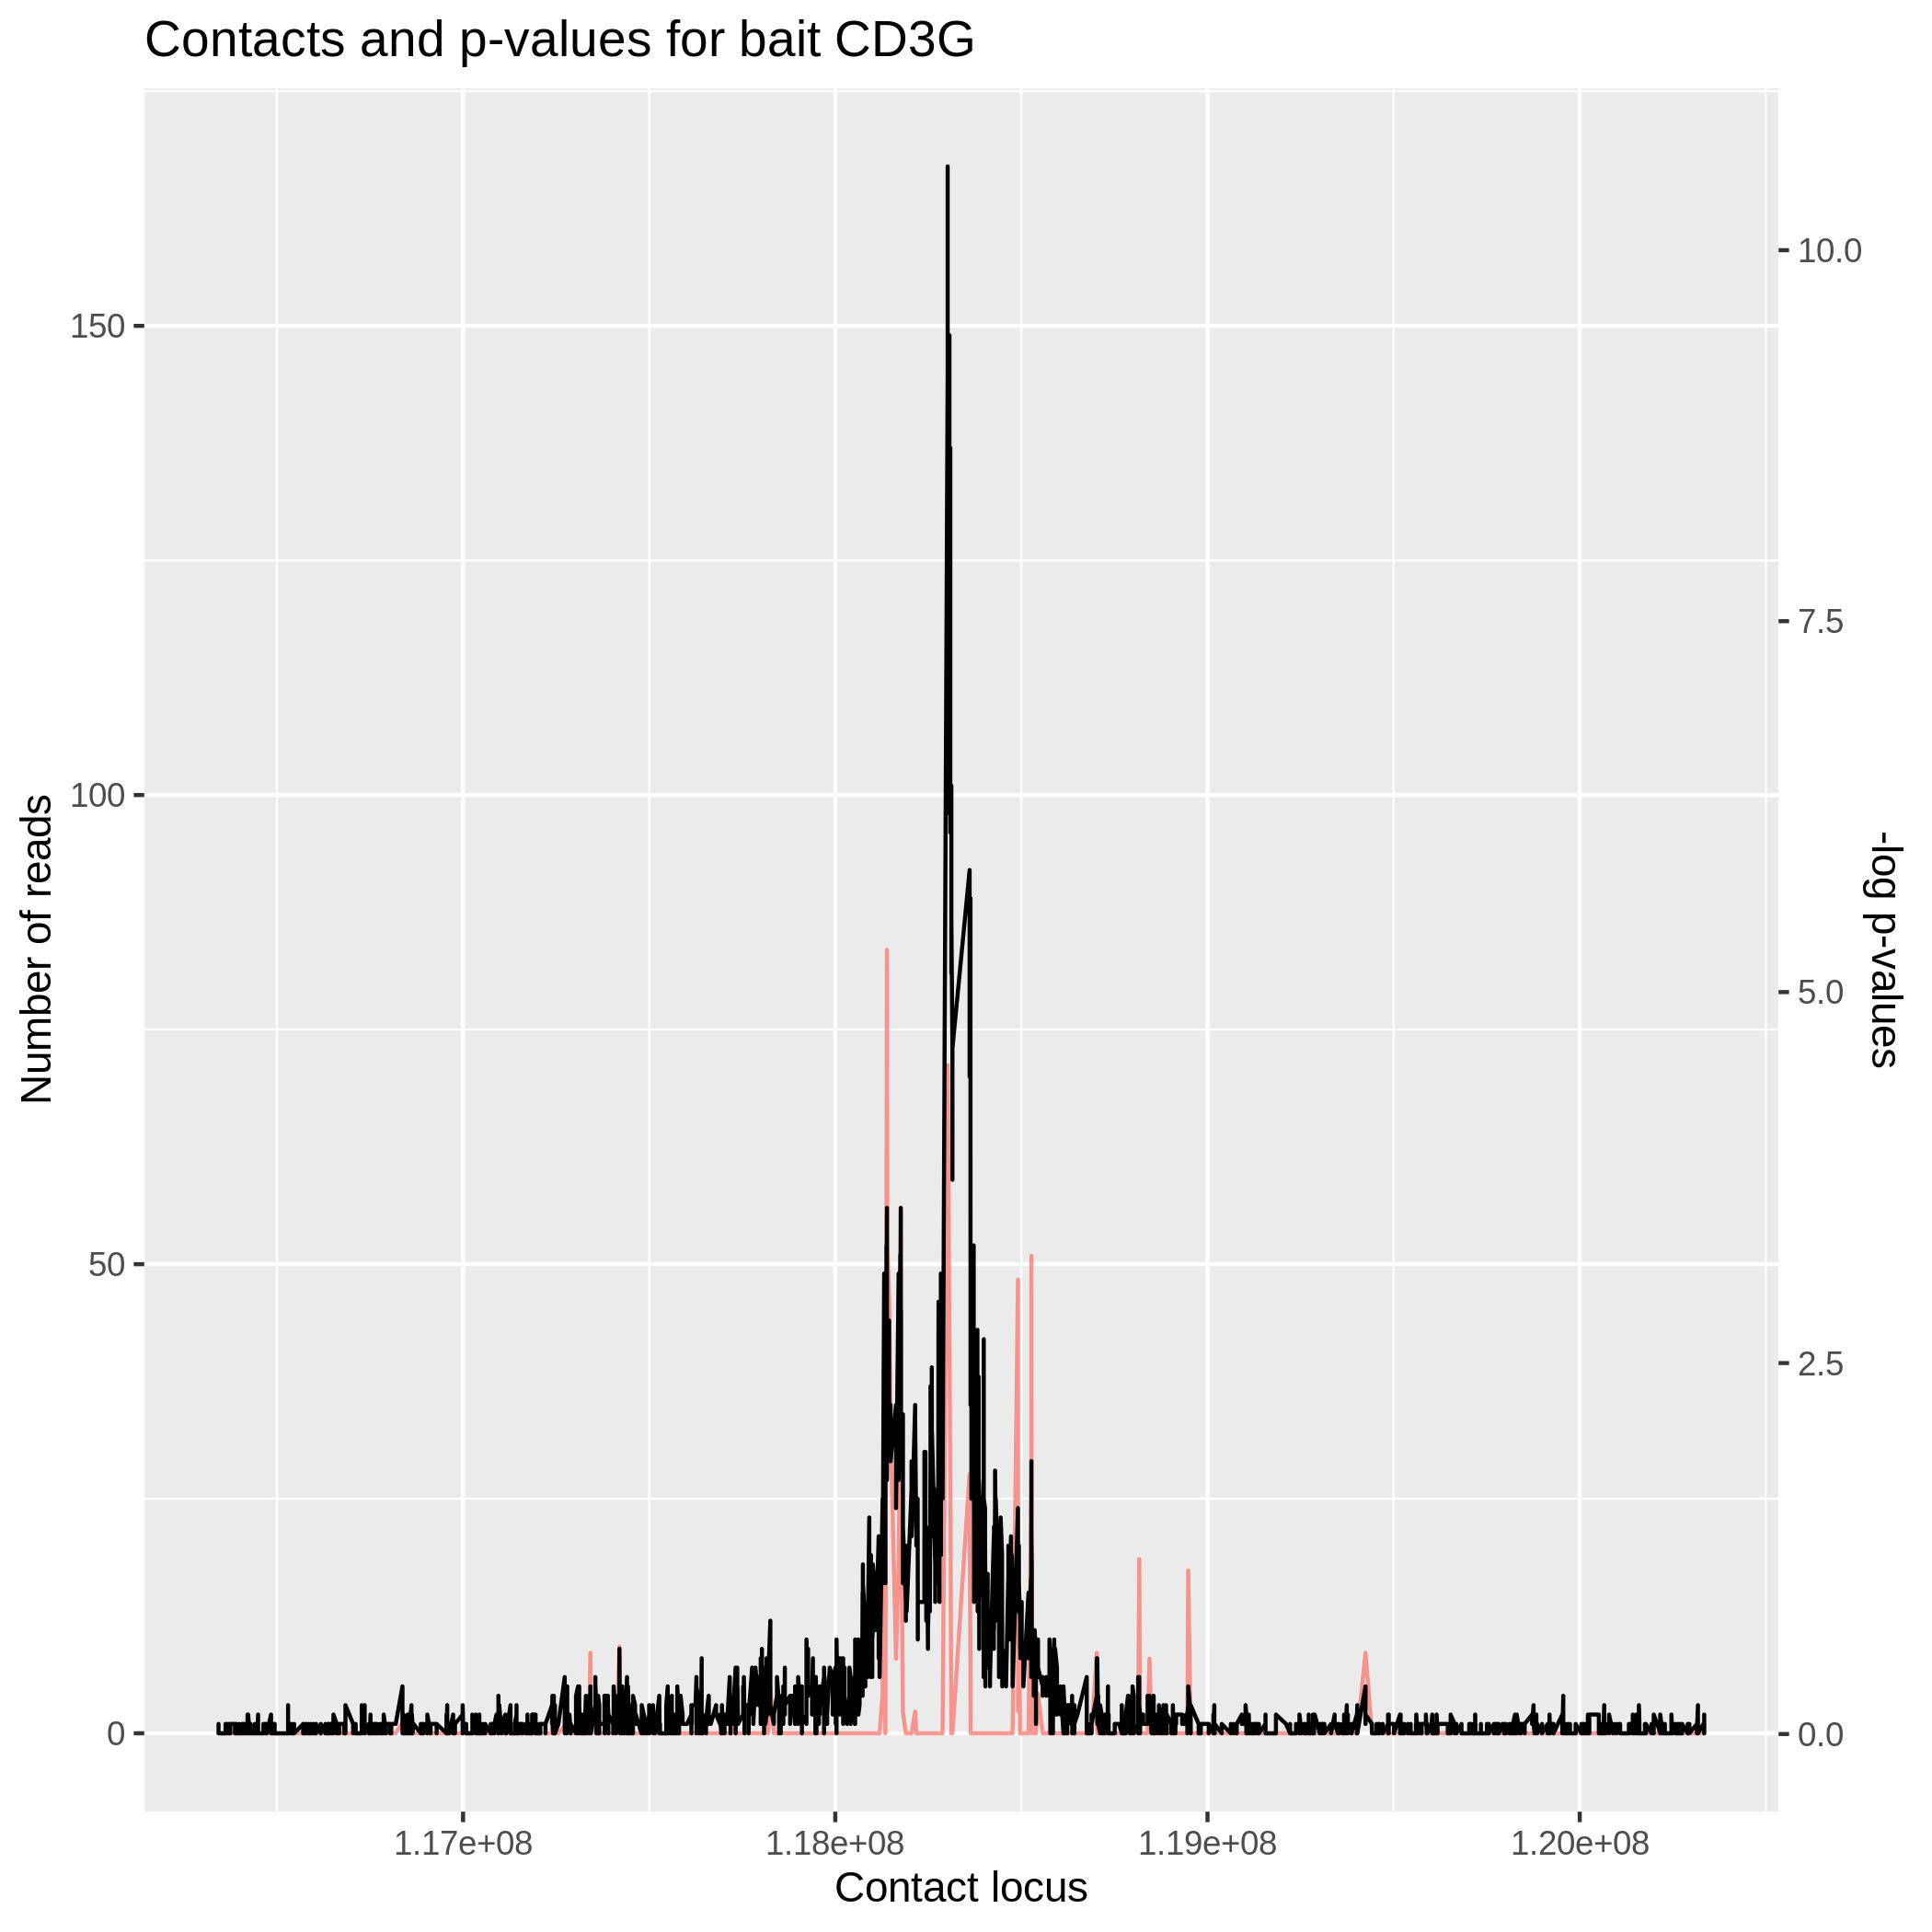 Contacts and p-values for bait CD3G
Number of reads
150
100
50
0
10.0
7.5
5.0
2.5
0.0
-log p-values
1.17e+08
1.18e+08
1.19e+08
1.20e+08
Contact locus